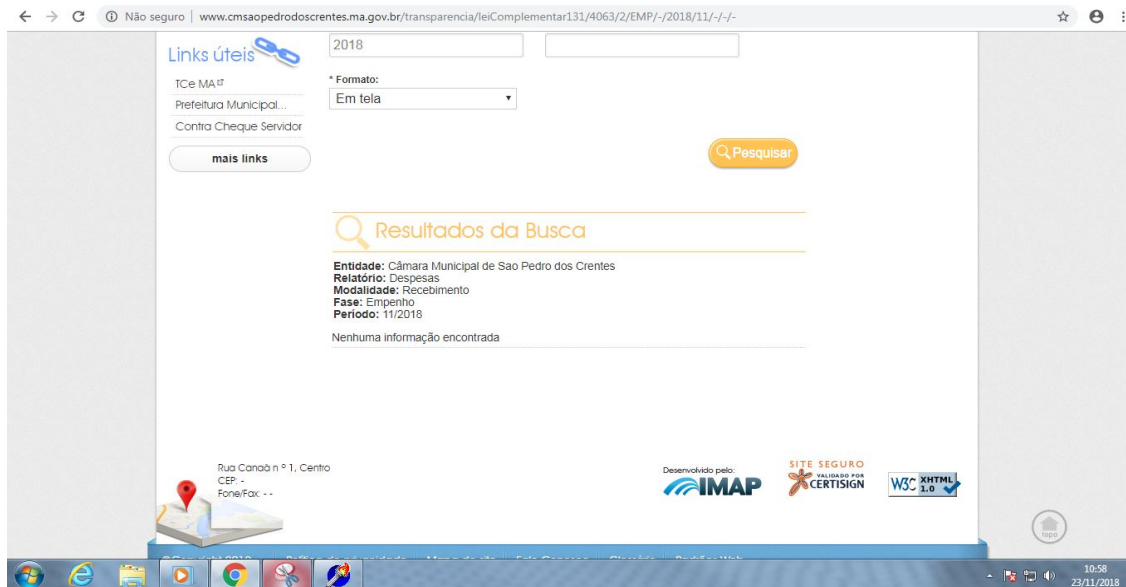 Não seguro | www.cmsaopedrodoscrentes.ma.gov.br/transparencia/leiComplementar131/4063/2/EMP/-/2018/11/-/-/-
Links úteis
TCe MA
Prefeitura Municipal...
Contra Cheque Servidor
mais links
2018
* Formato:
Em tela
Pesquisar
Resultados da Busca
Entidade: Câmara Municipal de Sao Pedro dos Crentes
Relatório: Despesas
Modalidade: Recebimento
Fase: Empenho
Período: 11/2018
Nenhuma informação encontrada
Rua Canaã n º 1, Centro
CEP: -
Fone/Fax: - -
Desenvolvido pelo:
IMAP
SITE SEGURO
VALIDADO POR
CERTISIGN
W3C XHTML
1.0
topo
10:58
23/11/2018